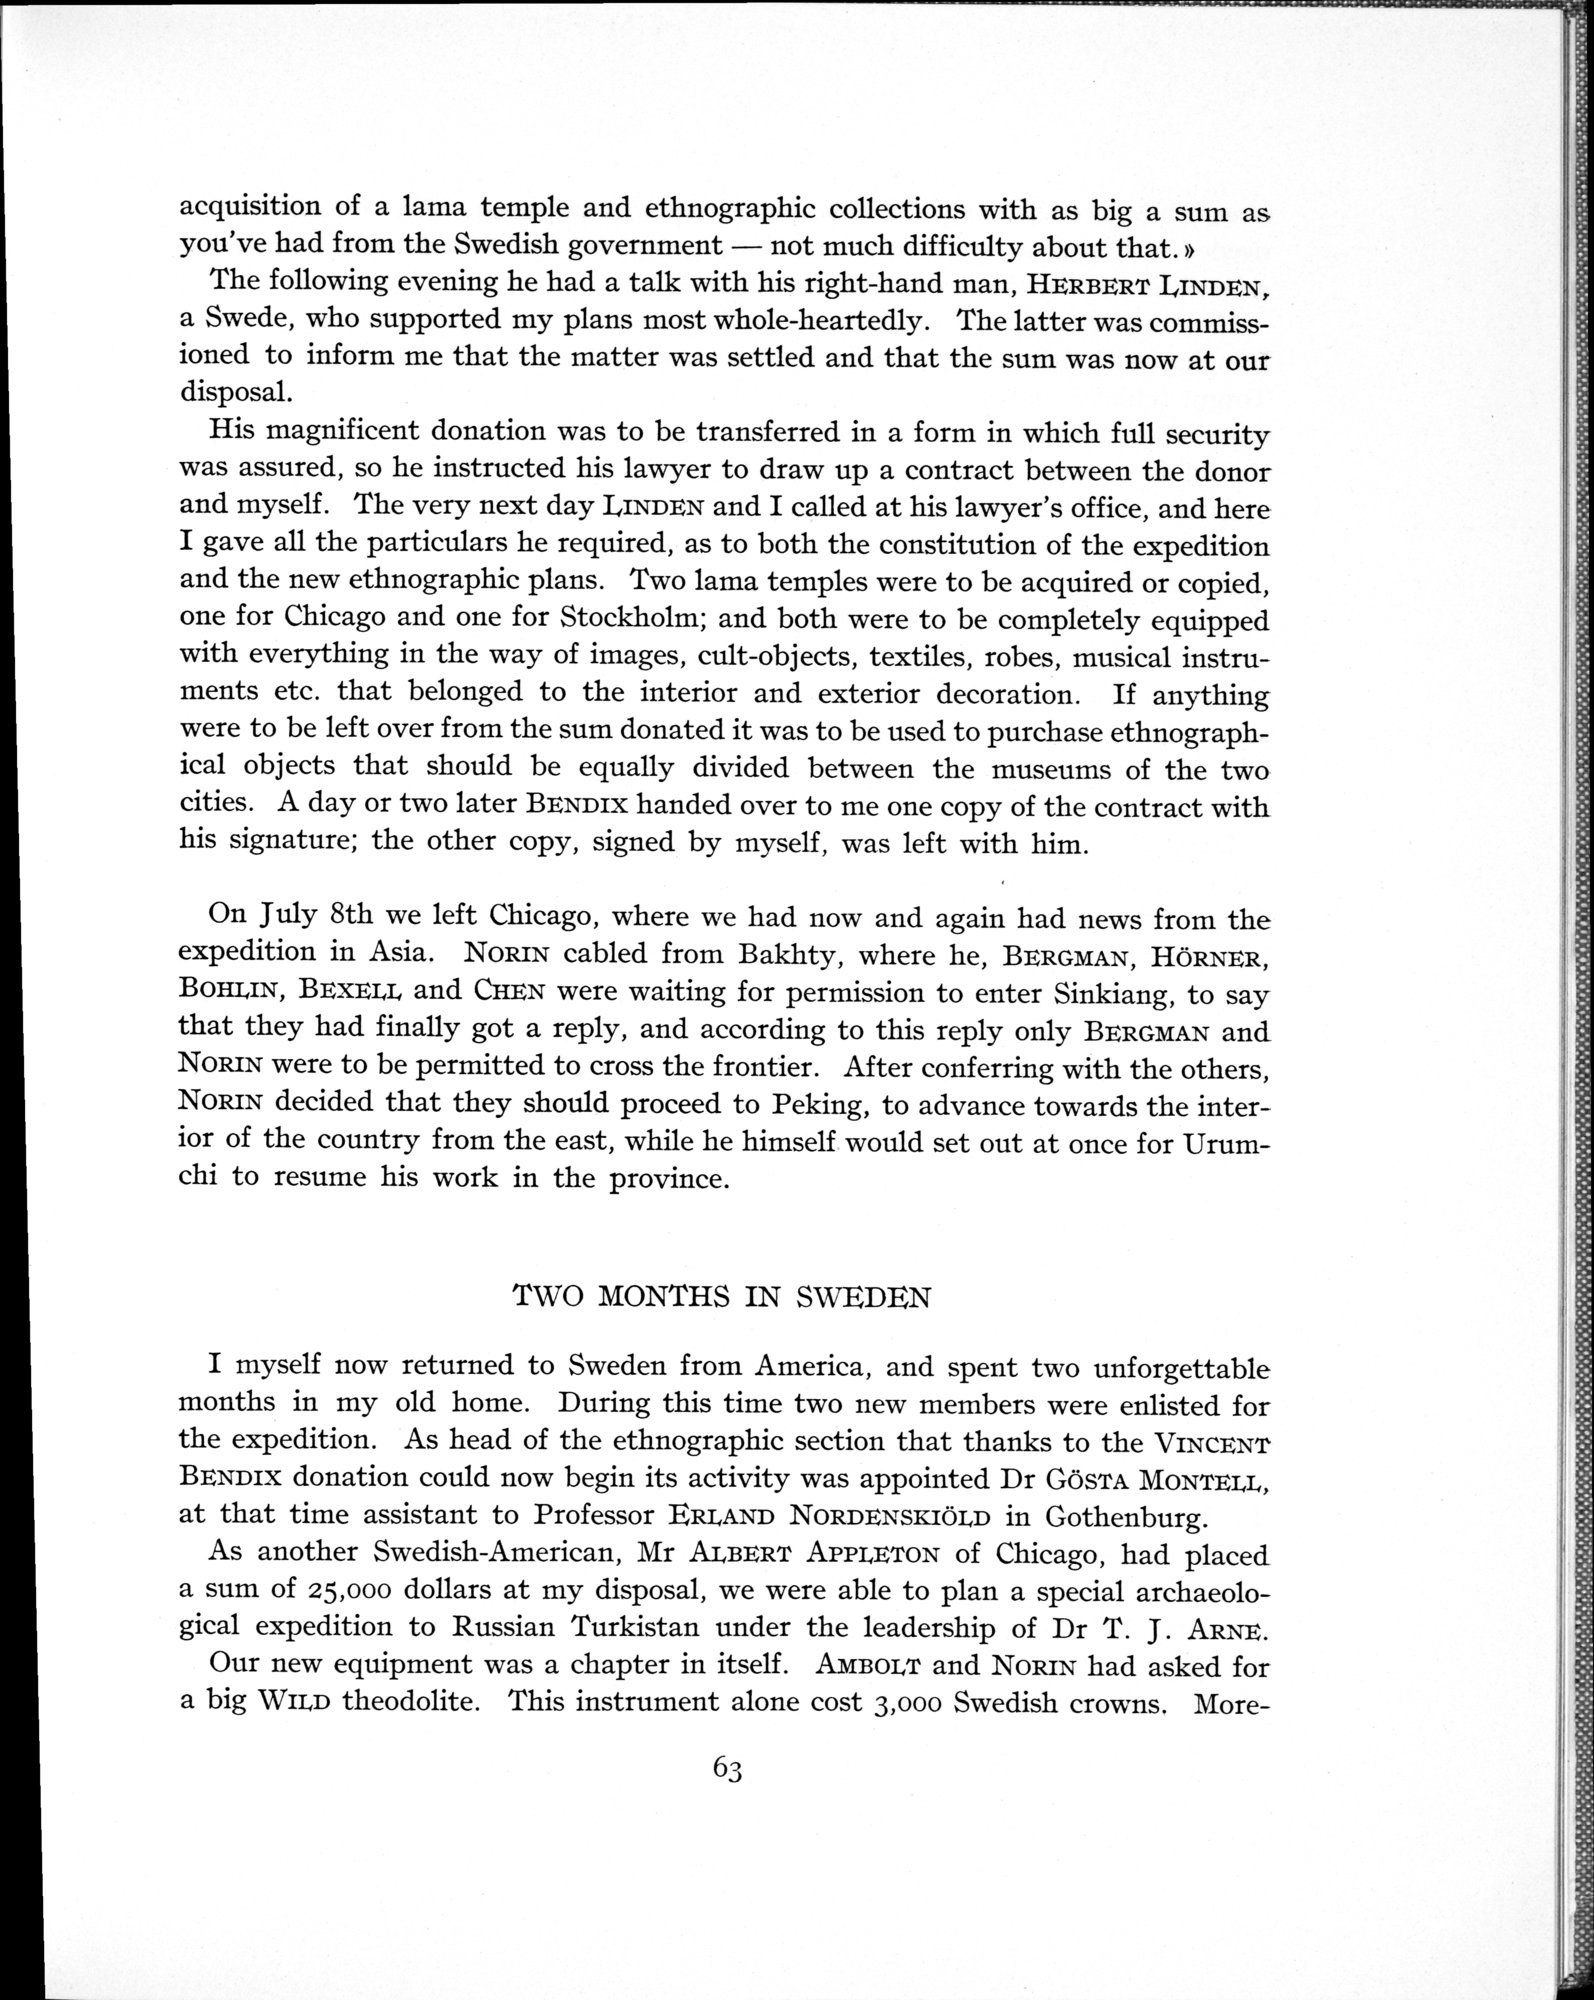 acquisition of a lama temple and ethnographic collections with as big a sum as
you've had from the Swedish government — not much difficulty about that.»
The following evening he had a talk with his right-hand man, HERBERT LINDEN,
a Swede, who supported my plans most whole-heartedly. The latter was commiss-
ioned to inform me that the matter was settled and that the sum was now at our
disposal.
His magnificent donation was to be transferred in a form in which full security
was assured, so he instructed his lawyer to draw up a contract between the donor
and myself. The very next day LINDEN and I called at his lawyer's office, and here
I gave all the particulars he required, as to both the constitution of the expedition
and the new ethnographic plans. Two lama temples were to be acquired or copied,
one for Chicago and one for Stockholm; and both were to be completely equipped
with everything in the way of images, cult-objects, textiles, robes, musical instru-
ments etc. that belonged to the interior and exterior decoration. If anything
were to be left over from the sum donated it was to be used to purchase ethnograph-
ical objects that should be equally divided between the museums of the two
cities. A day or two later BENDIX handed over to me one copy of the contract with
his signature; the other copy, signed by myself, was left with him.
On July 8th we left Chicago, where we had now and again had news from the
expedition in Asia. NORIN cabled from Bakhty, where he, BERGMAN, HÖRNER,
BOHLIN, BEXELL and CHEN were waiting for permission to enter Sinkiang, to say
that they had finally got a reply, and according to this reply only BERGMAN and
NORIN were to be permitted to cross the frontier. After conferring with the others,
NORIN decided that they should proceed to Peking, to advance towards the inter-
ior of the country from the east, while he himself would set out at once for Urum-
chi to resume his work in the province.
TWO MONTHS IN SWEDEN
I myself now returned to Sweden from America, and spent two unforgettable
months in my old home. During this time two new members were enlisted for
the expedition. As head of the ethnographic section that thanks to the VINCENT
BENDIX donation could now begin its activity was appointed Dr GÖSTA MONTELL,
at that time assistant to Professor ERLAND NORDENSKIÖLD in Gothenburg.
As another Swedish-American, Mr ALBERT APPLETON of Chicago, had placed
a sum of 25,000 dollars at my disposal, we were able to plan a special archaeolo-
gical expedition to Russian Turkistan under the leadership of Dr T. J. ARNE.
Our new equipment was a chapter in itself. AMBOLT and NORIN had asked for
a big WILD theodolite. This instrument alone cost 3,000 Swedish crowns. More-
63